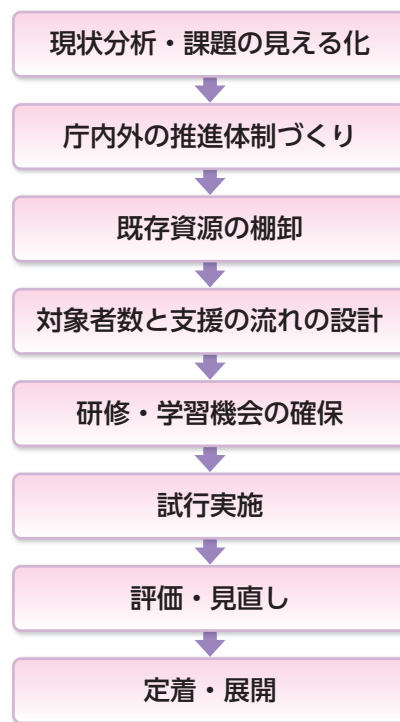 現状分析・課題の見える化
庁内外の推進体制づくり
既存資源の棚卸
対象者数と支援の流れの設計
研修・学習機会の確保
試行実施
評価・見直し
定着・展開